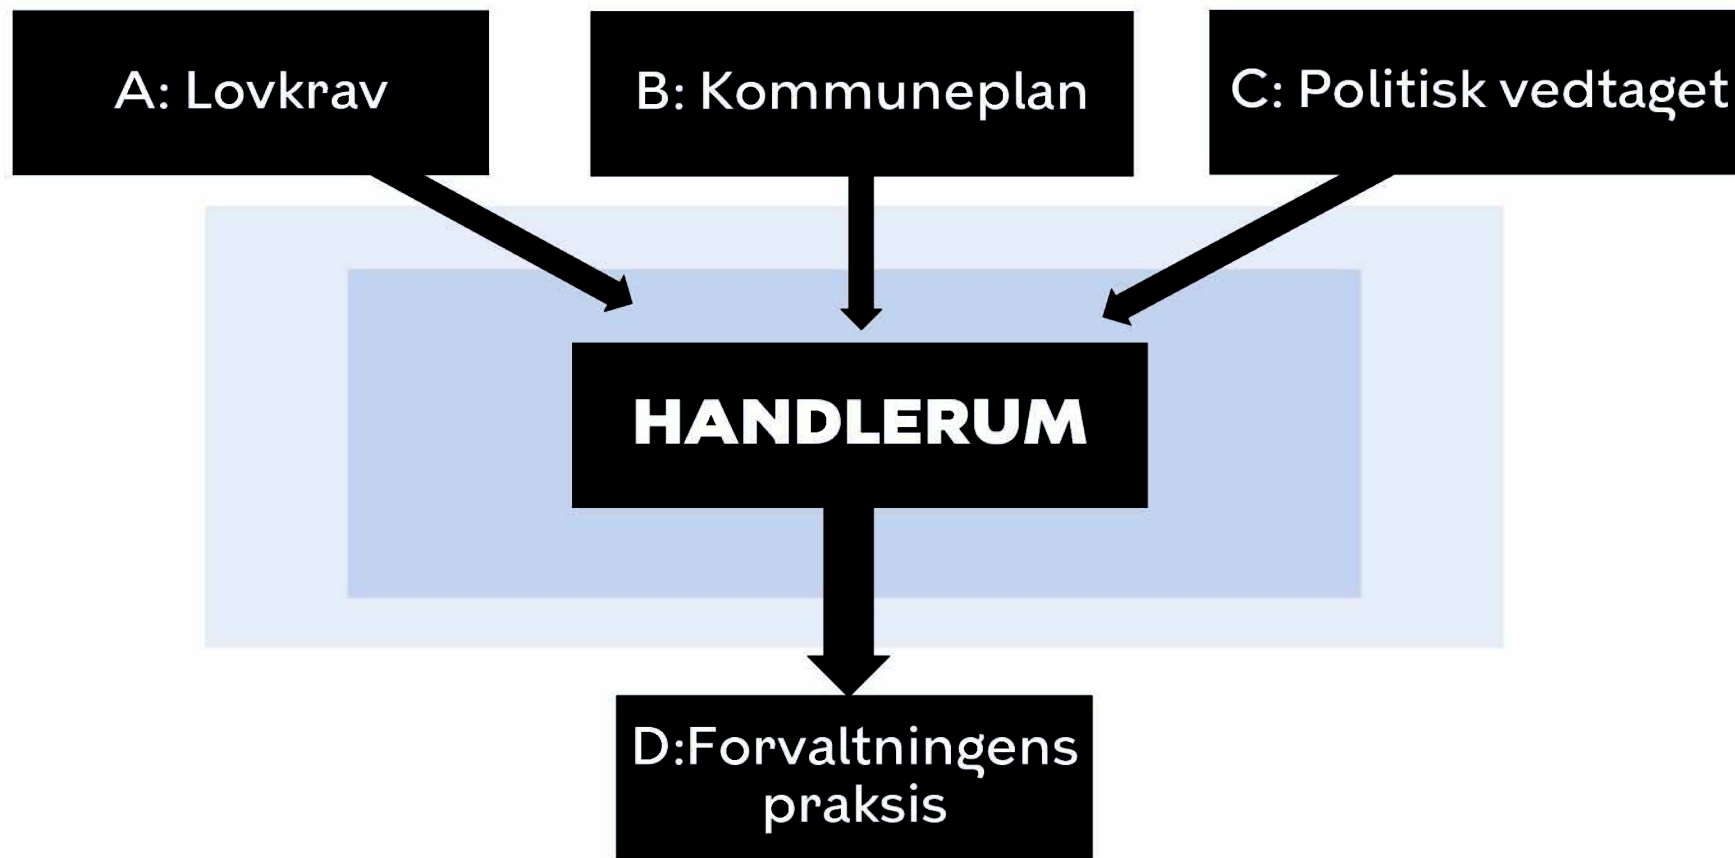 A: Lovkrav
B: Kommuneplan
C: Politisk vedtaget
HANDLERUM
D:Forvaltningens
praksis